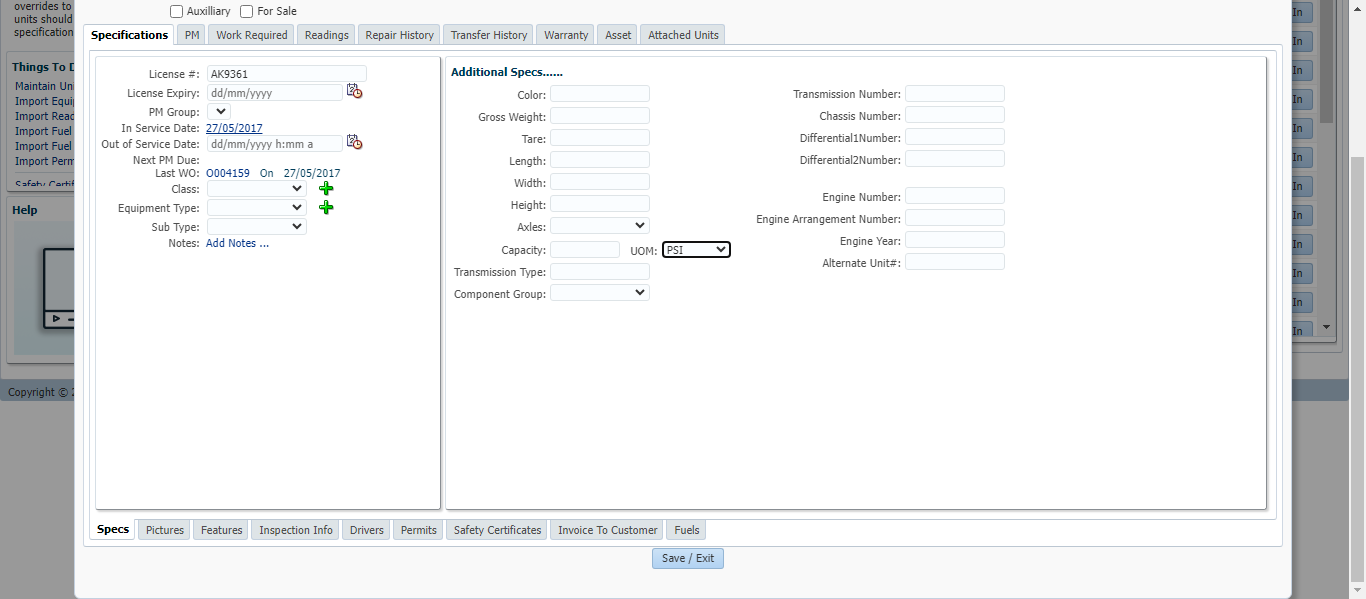 overrides to
units should
specification
Things To D
Maintain Uni
Import Equip
Import Read
Import Fuel
Import Fuel
Import Perm
Safety Certif
Help
Copyright ©
Auxilliary For Sale
Specifications PM Work Required Readings Repair History Transfer History Warranty Asset Attached Units
License #: AK9361
License Expiry: dd/mm/yyyy
PM Group:
In Service Date: 27/05/2017
Out of Service Date: dd/mm/yyyy h:mm a
Next PM Due:
Last WO: O004159 On 27/05/2017
Class:
Equipment Type:
Sub Type:
Notes: Add Notes ...
Additional Specs......
Color:
Gross Weight:
Tare:
Length:
Width:
Height:
Axles:
Capacity: UOM: PSI
Transmission Type:
Component Group:
Transmission Number:
Chassis Number:
Differential1Number:
Differential2Number:
Engine Number:
Engine Arrangement Number:
Engine Year:
Alternate Unit#:
Specs Pictures Features Inspection Info Drivers Permits Safety Certificates Invoice To Customer Fuels
Save / Exit
In
In
In
In
In
In
In
In
In
In
In
In